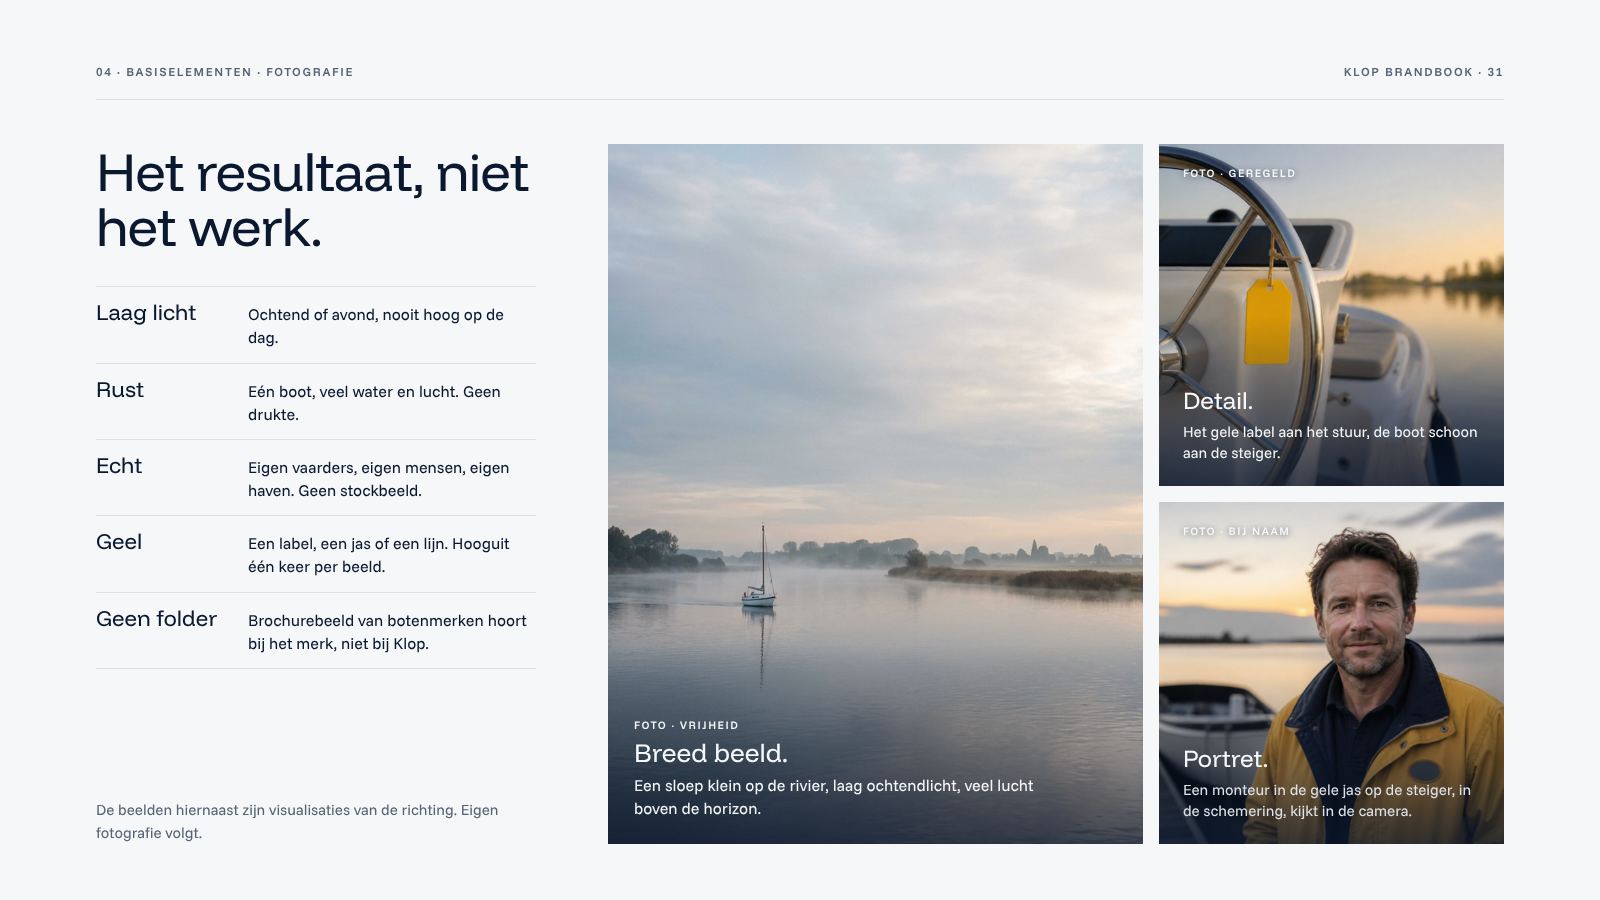 04 · BASISELEMENTEN · FOTOGRAFIE
KLOP BRANDBOOK · 31
Het resultaat, niet
het werk.
Laag licht
Ochtend of avond, nooit hoog op de
dag.
Rust
Eén boot, veel water en lucht. Geen
drukte.
Echt
Eigen vaarders, eigen mensen, eigen
haven. Geen stockbeeld.
Geel
Een label, een jas of een lijn. Hooguit
één keer per beeld.
Geen folder
Brochurebeeld van botenmerken hoort
bij het merk, niet bij Klop.
De beelden hiernaast zijn visualisaties van de richting. Eigen
fotografie volgt.
FOTO · VRIJHEID
Breed beeld.
Een sloep klein op de rivier, laag ochtendlicht, veel lucht
boven de horizon.
FOTO · GEREGELD
Detail.
Het gele label aan het stuur, de boot schoon
aan de steiger.
FOTO · BIJ NAAM
Portret.
Een monteur in de gele jas op de steiger, in
de schemering, kijkt in de camera.